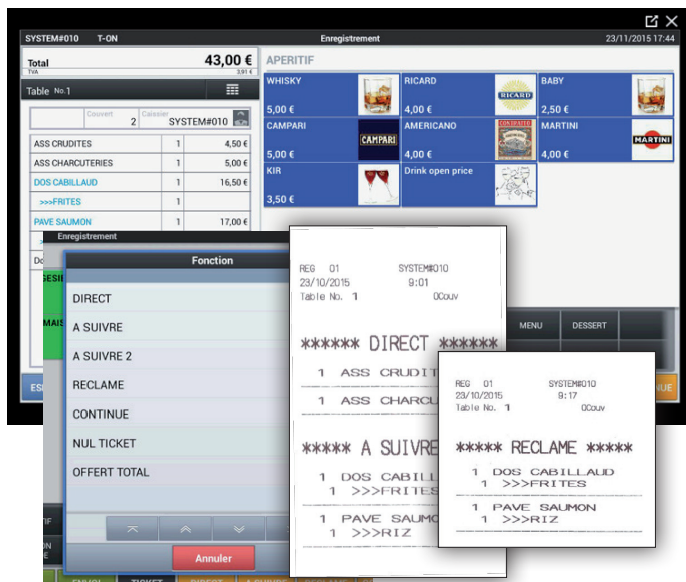 SYSTEM#010 T-ON Enregistrement 23/11/2015 17:44
Total 43,00 €
TVA 3,91 €
Table No.1
Couvert 2 Caissier SYSTEM#010
ASS CRUDITES 1 4,50 €
ASS CHARCUTERIES 1 5,00 €
DOS CABILLAUD 1 16,50 €
>>>FRITES 1
PAVE SAUMON 1 17,00 €
APERITIF
WHISKY 5,00 €
RICARD 4,00 €
RICARD
BABY 2,50 €
CAMPARI 5,00 €
CAMPARI
AMERICANO 4,00 €
MARTINI 4,00 €
MARTINI
KIR 3,50 €
Drink open price
MENU DESSERT
Enregistrement
Fonction
DIRECT
A SUIVRE
A SUIVRE 2
RECLAME
CONTINUE
NUL TICKET
OFFERT TOTAL
Annuler
ENVOI TICKET DIRECT A SUIVRE RECLAME
REG 01 SYSTEM#010
23/10/2015 9:01
Table No. 1 0Couv
****** DIRECT ******
1 ASS CRUDIT
1 ASS CHARCU
***** A SUIVRE
1 DOS CABILL
1 >>>FRITES
1 PAVE SAUMO
1 >>>RIZ
REG 01 SYSTEM#010
23/10/2015 9:17
Table No. 1 0Couv
***** RECLAME *****
1 DOS CABILLAUD
1 >>>FRITES
1 PAVE SAUMON
1 >>>RIZ